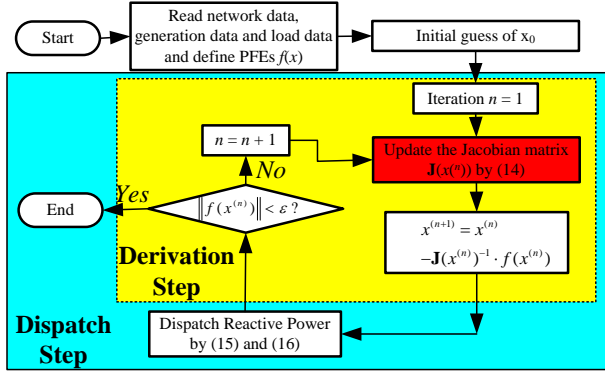 Start
Read network data,
generation data and load data
and define PFEs f(x)
Initial guess of x₀
Iteration n = 1
Update the Jacobian matrix
J(x(ⁿ)) by (14)
x⁽ⁿ⁺¹⁾ = x⁽ⁿ⁾
−J(x⁽ⁿ⁾)⁻¹ · f(x⁽ⁿ⁾)
Dispatch Reactive Power
by (15) and (16)
‖f(x⁽ⁿ⁾)‖ < ε ?
No
n = n + 1
Yes
End
Derivation
Step
Dispatch
Step